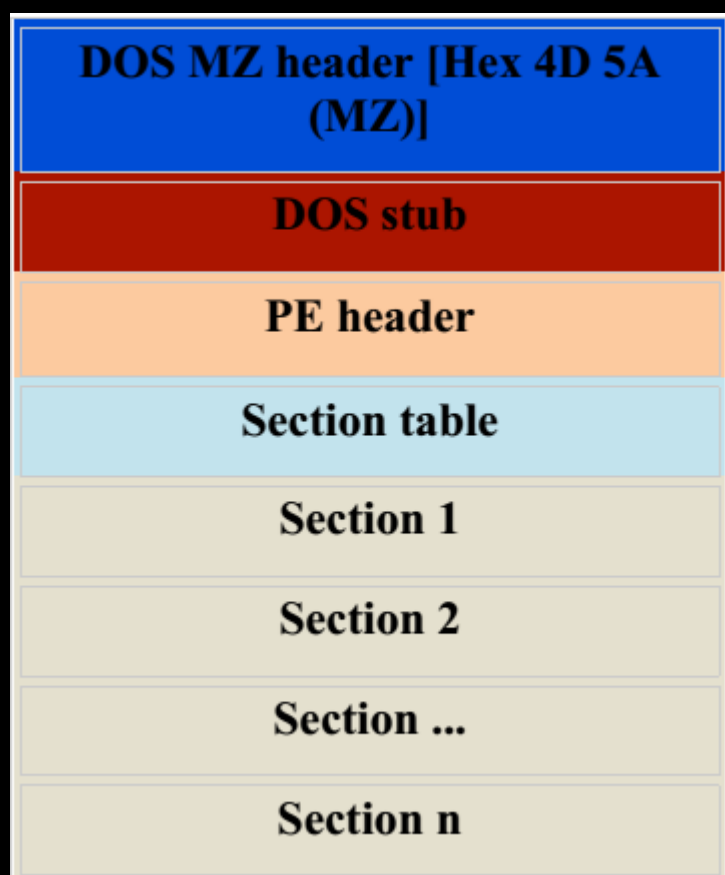 DOS MZ header [Hex 4D 5A
(MZ)]
DOS stub
PE header
Section table
Section 1
Section 2
Section ...
Section n